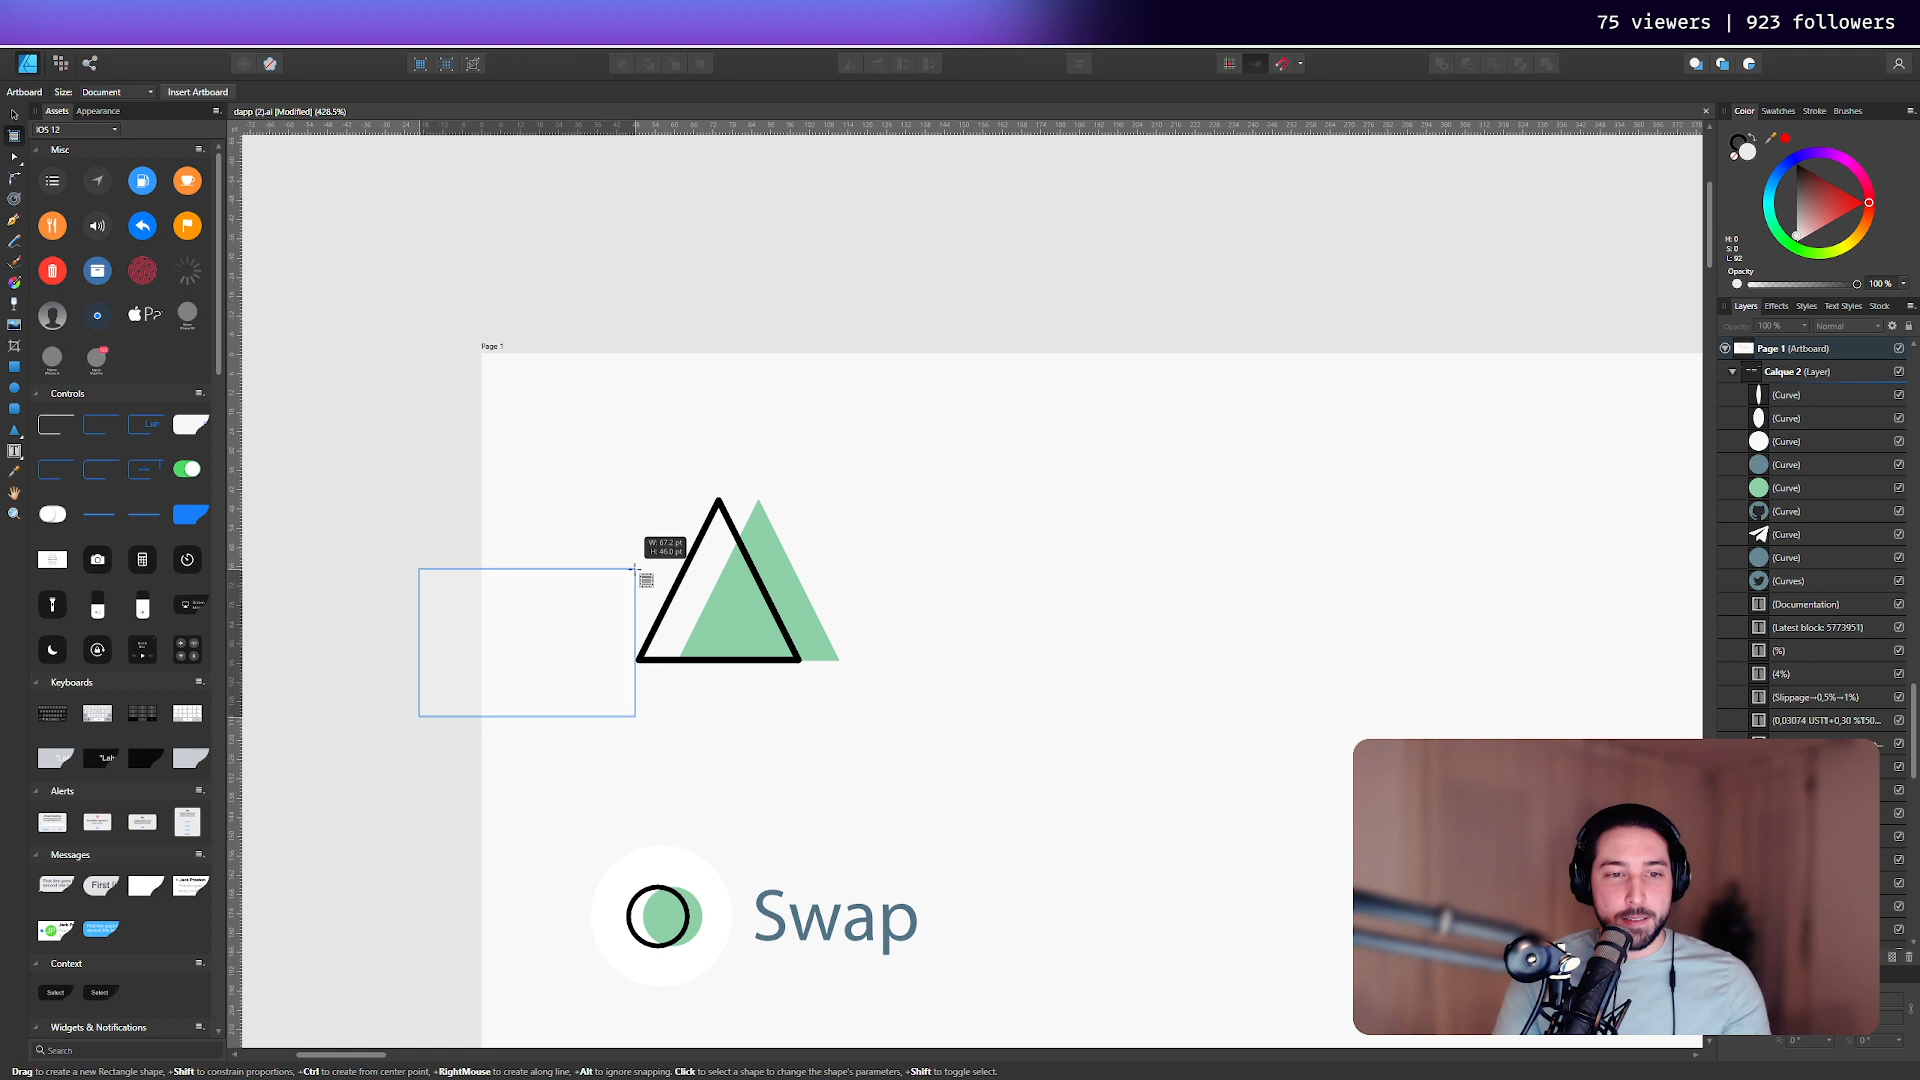 75 viewers | 923 followers
Artboard Size: Document Insert Artboard
Assets Appearance
dapp (2).ai [Modified] (428.5%)
Color Swatches Stroke Brushes
iOS 12
Misc
H: 0
S: 0
L: 92
Opacity
100 %
Layers Effects Styles Text Styles Stock
Opacity: 100 % Normal
Page 1
Page 1 (Artboard)
Calque 2 (Layer)
(Curve)
(Curve)
(Curve)
(Curve)
(Curve)
(Curve)
(Curve)
(Curve)
(Curves)
(Documentation)
(Latest block: 5773951)
(%)
(4%)
(Slippage→0,5%→1%)
Controls
W: 67.2 pt
H: 46.0 pt
Keyboards
Alerts
Messages
Swap
Context
Select Select
Widgets & Notifications
Search
Drag to create a new Rectangle shape, +Shift to constrain proportions, +Ctrl to create from center point, +RightMouse to create along line, +Alt to ignore snapping. Click to select a shape to change the shape's parameters, +Shift to toggle select.